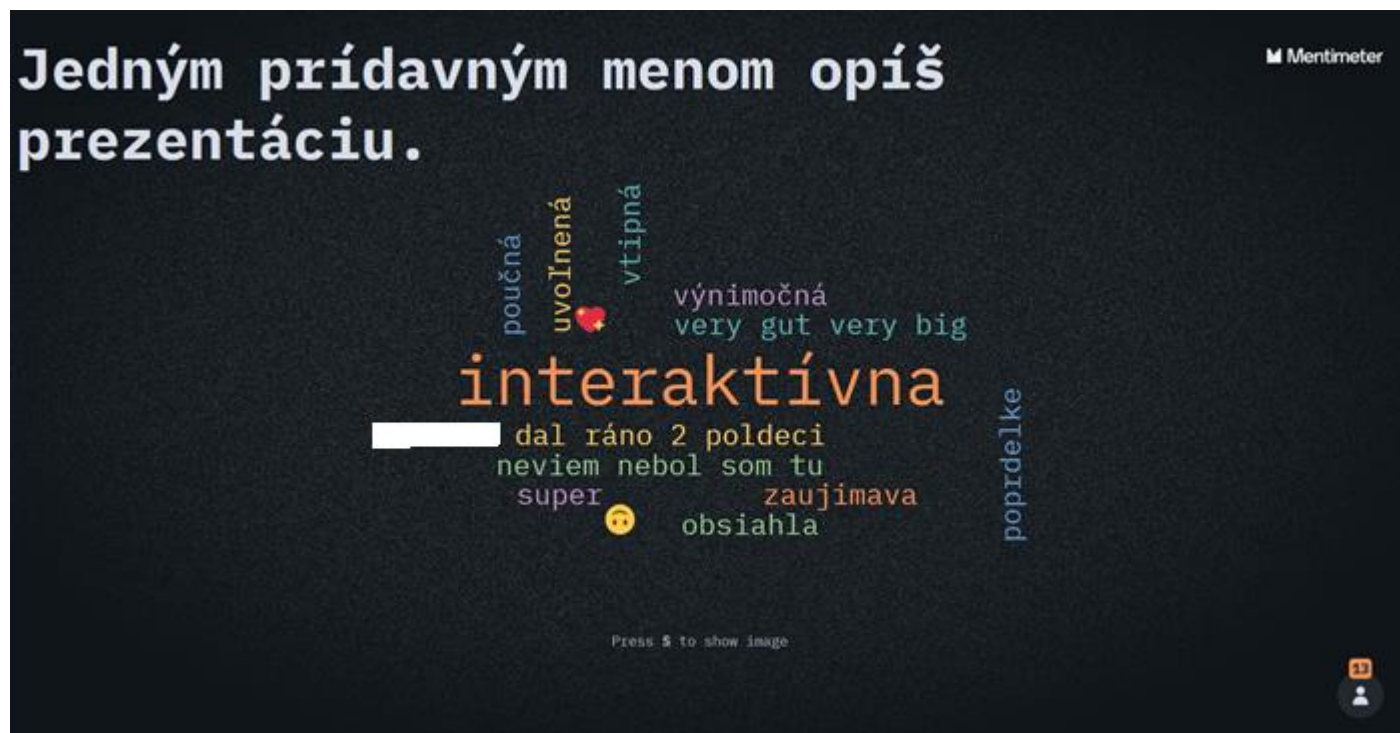 Jedným prídavným menom opíš
prezentáciu.
Mentimeter
poučná
uvoľnená
vtipná
výnimočná
very gut very big
interaktívna
dal ráno 2 poldeci
neviem nebol som tu
super
zaujimava
obsiahla
poprdelke
Press S to show image
13